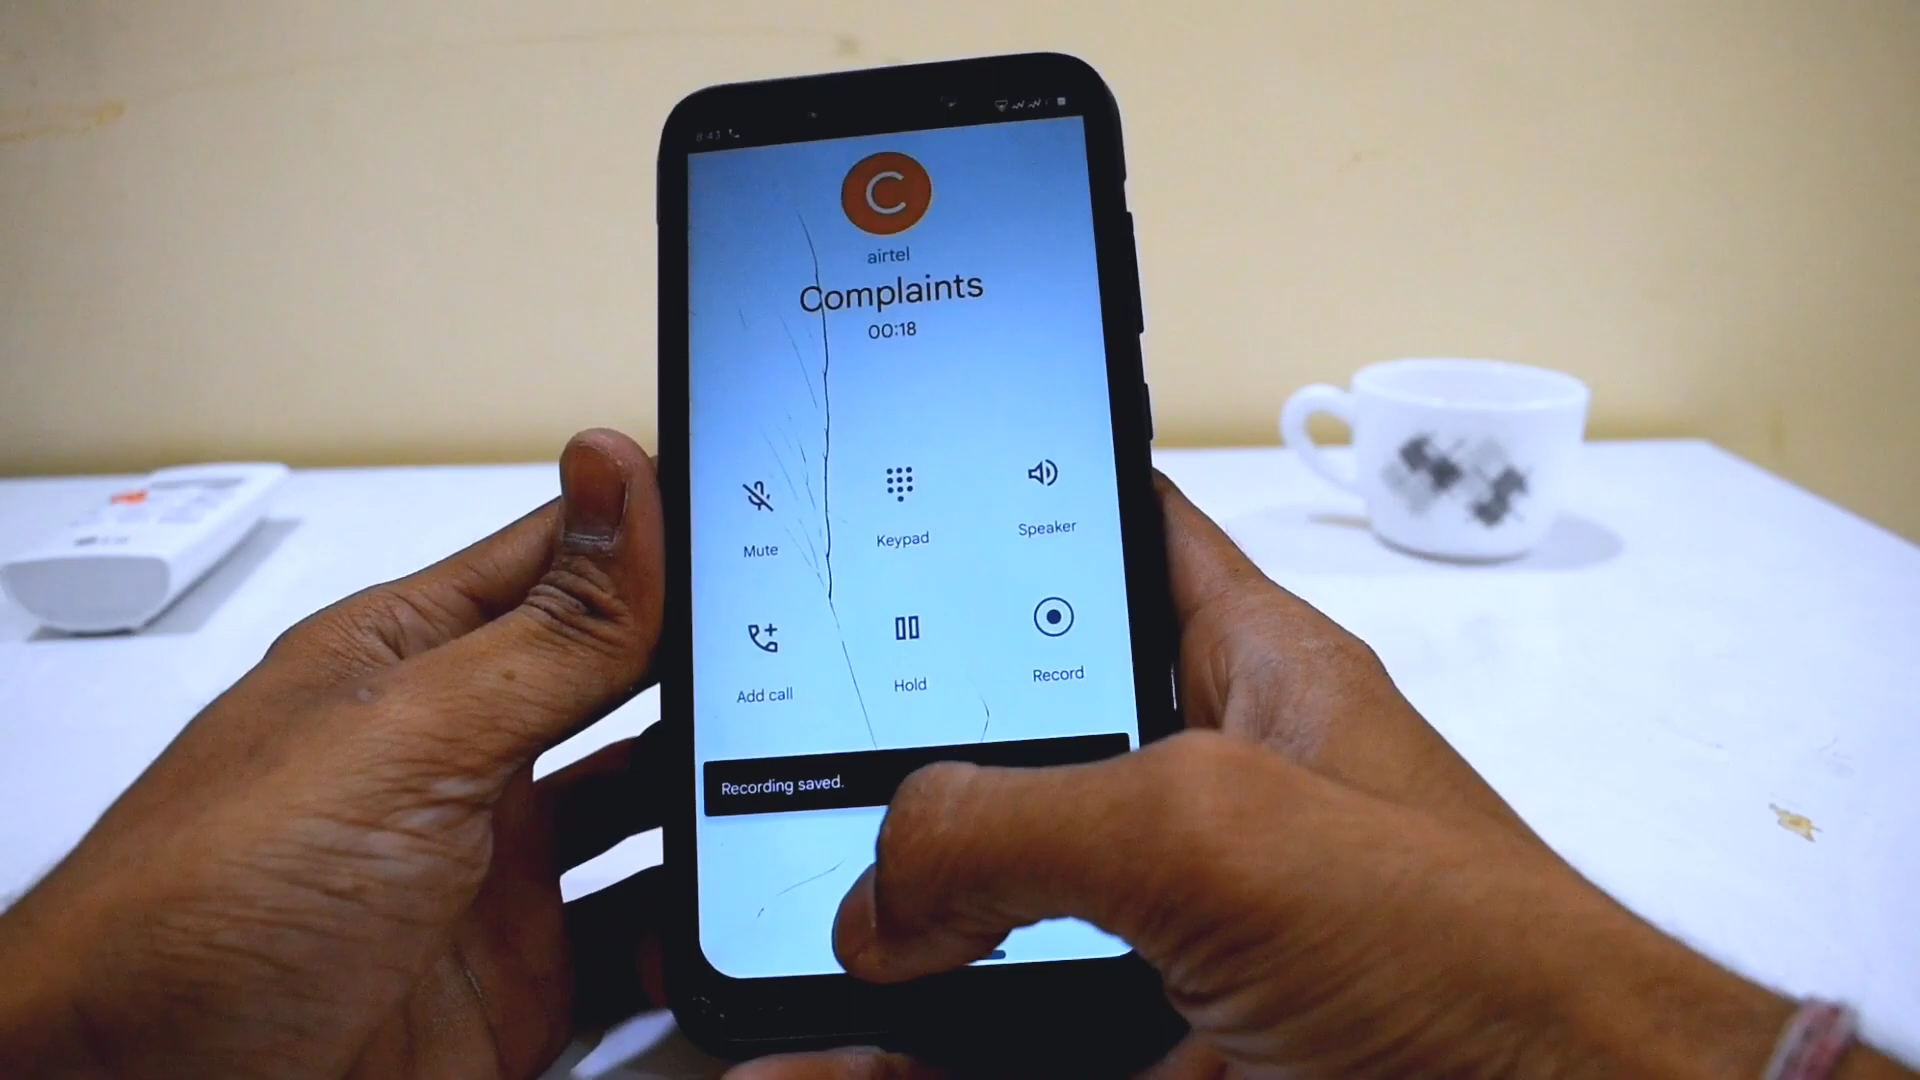 8:43
C
airtel
Complaints
00:18
Mute
Keypad
Speaker
Add call
Hold
Record
Recording saved.